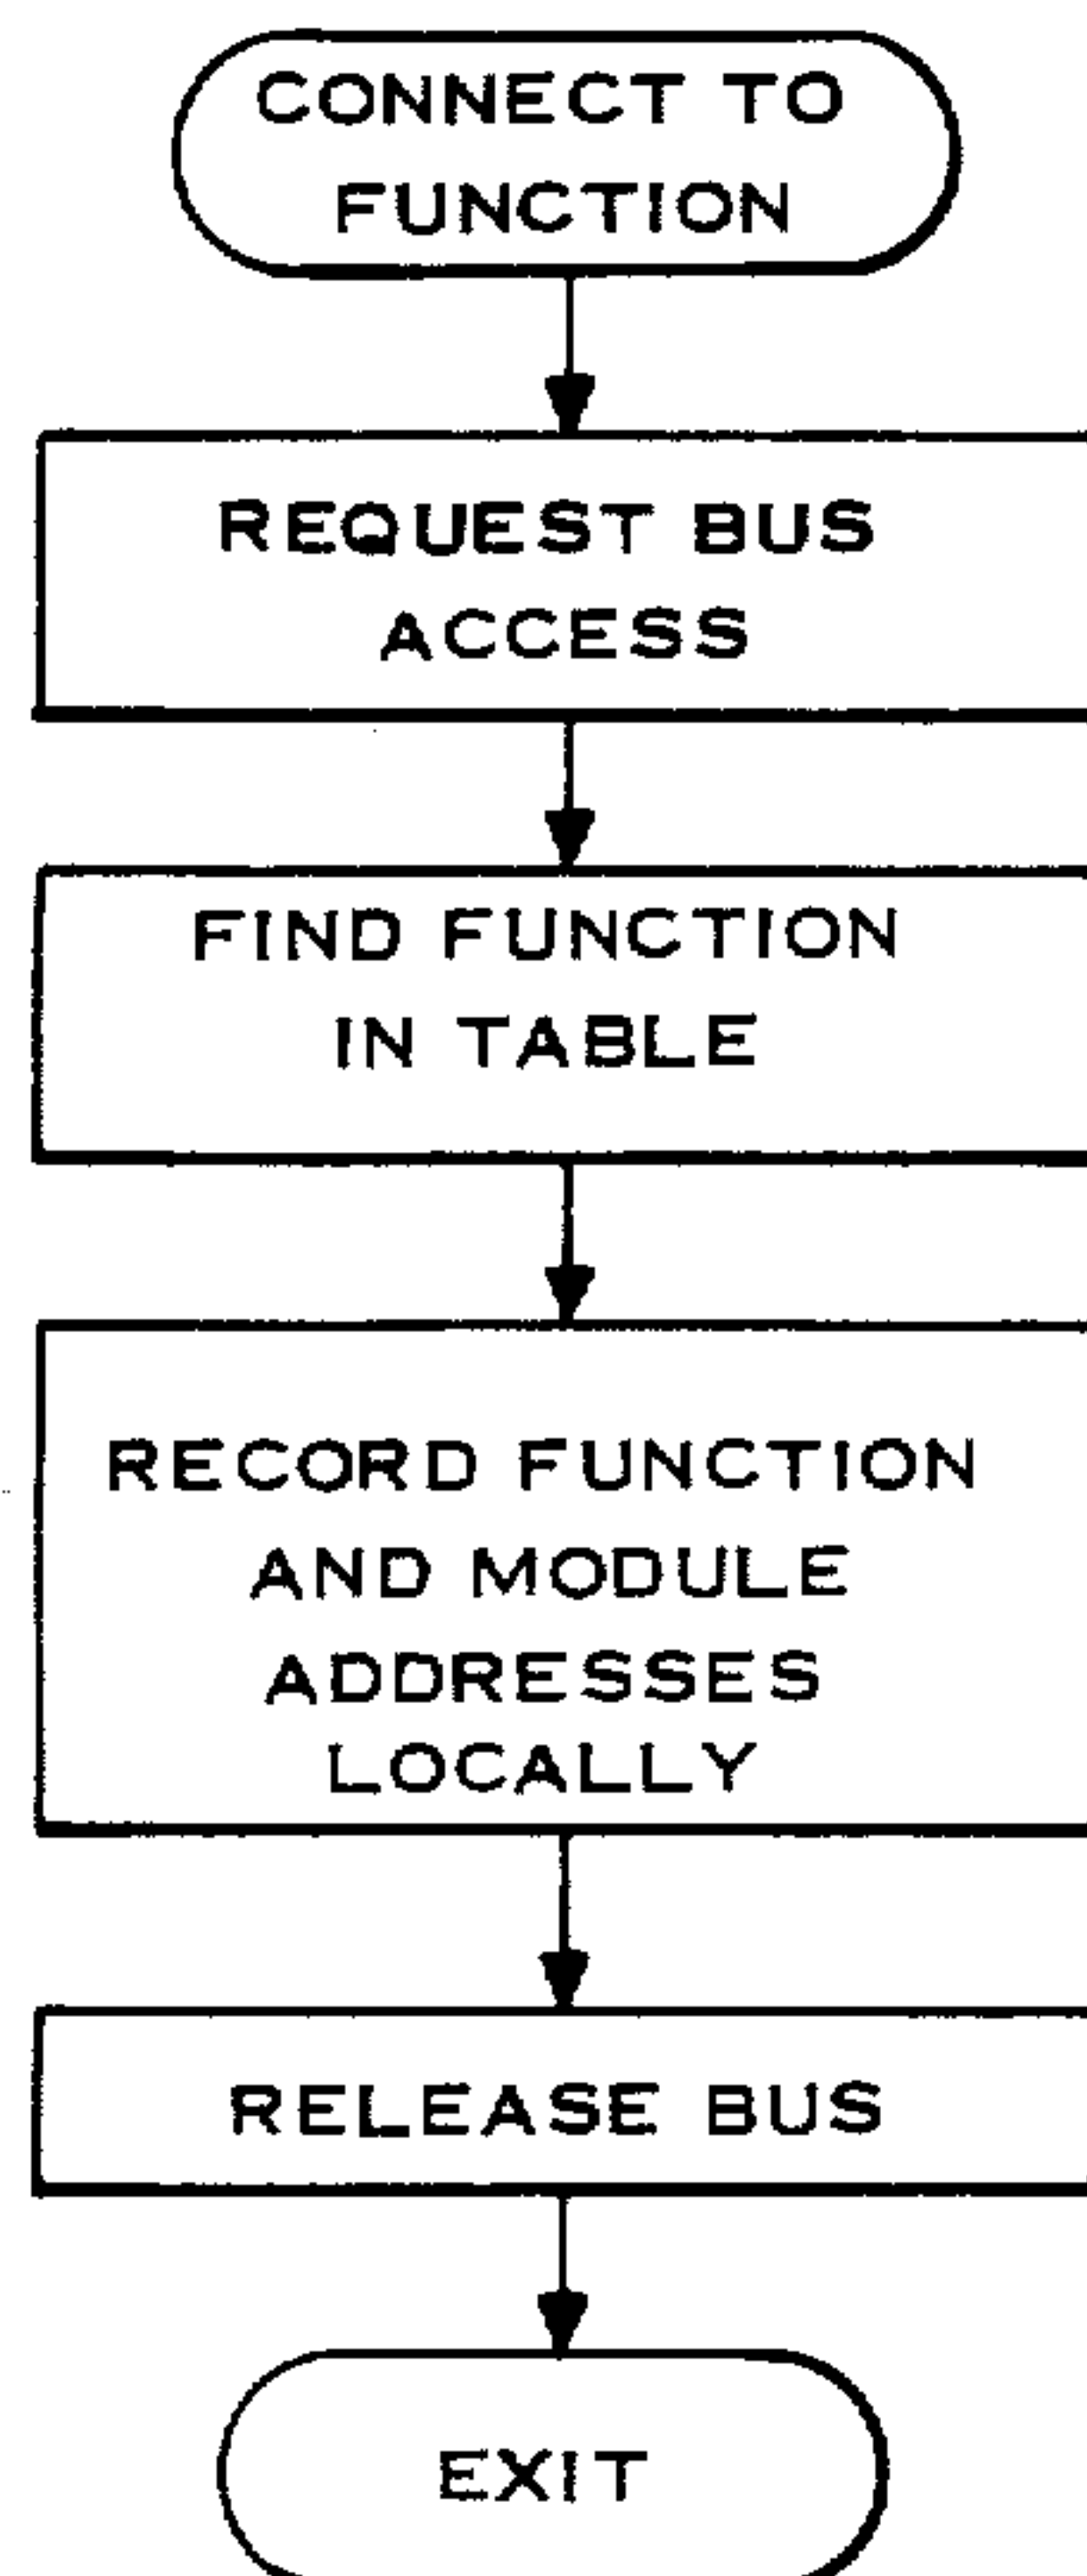 CONNECT TO
FUNCTION
REQUEST BUS
ACCESS
FIND FUNCTION
IN TABLE
RECORD FUNCTION
AND MODULE
ADDRESSES
LOCALLY
RELEASE BUS
EXIT